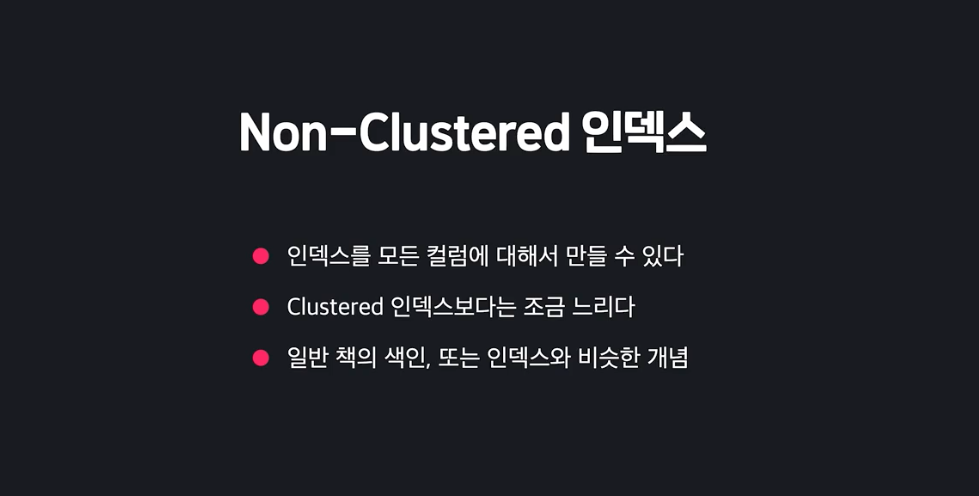 Non-Clustered 인덱스
인덱스를 모든 컬럼에 대해서 만들 수 있다
Clustered 인덱스보다는 조금 느리다
일반 책의 색인, 또는 인덱스와 비슷한 개념